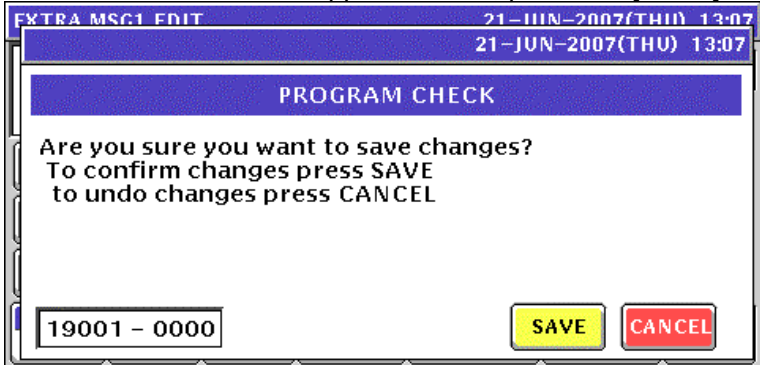 EXTRA MSG1 EDIT 21-JUN-2007(THU) 13:07
21-JUN-2007(THU) 13:07
PROGRAM CHECK
Are you sure you want to save changes?
To confirm changes press SAVE
to undo changes press CANCEL
19001 - 0000 SAVE CANCEL